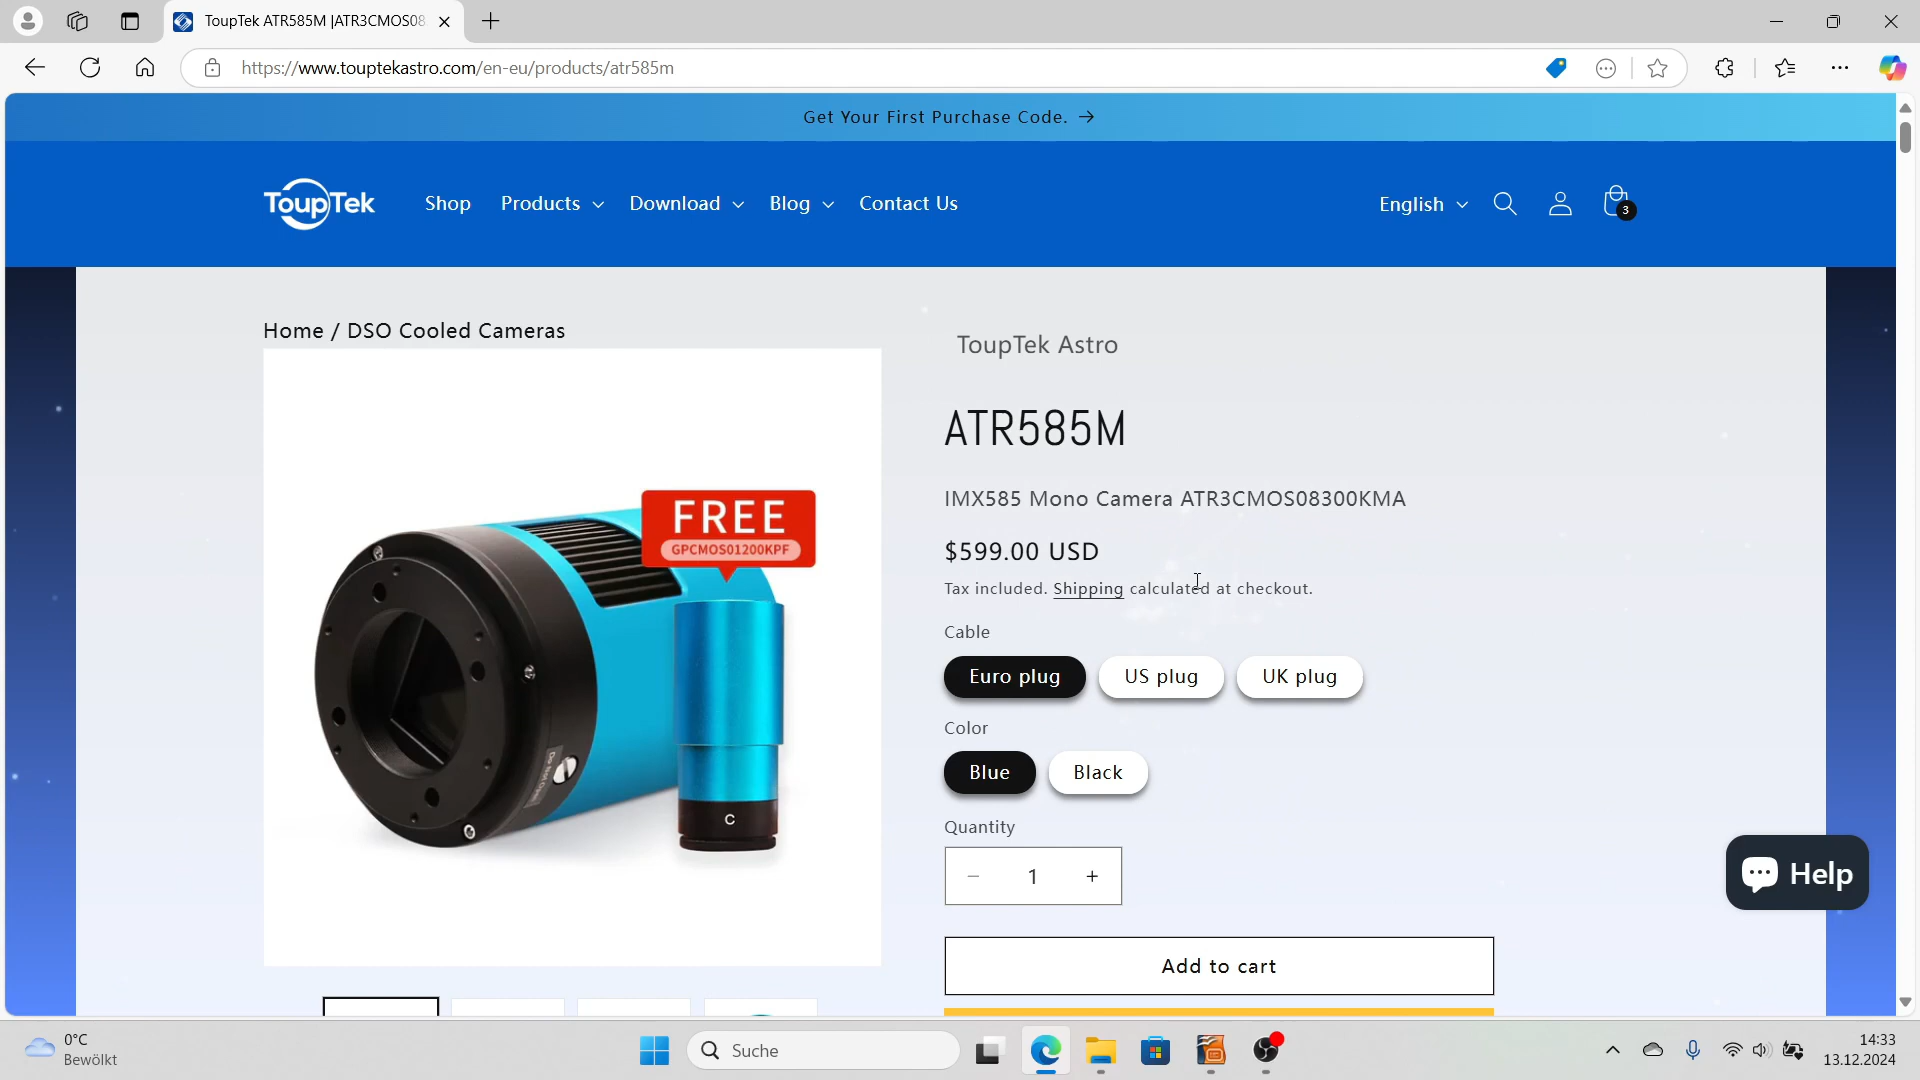 ToupTek ATR585M |ATR3CMOS08
https://www.touptekastro.com/en-eu/products/atr585m
Get Your First Purchase Code. →
ToupTek
Shop
Products
Download
Blog
Contact Us
English
3
Home / DSO Cooled Cameras
ToupTek Astro
ATR585M
IMX585 Mono Camera ATR3CMOS08300KMA
$599.00 USD
Tax included. Shipping calculated at checkout.
Cable
Euro plug
US plug
UK plug
Color
Blue
Black
Quantity
− 1 +
Add to cart
FREE
GPCMOS01200KPF
C
Help
0°C
Bewölkt
Suche
14:33
13.12.2024